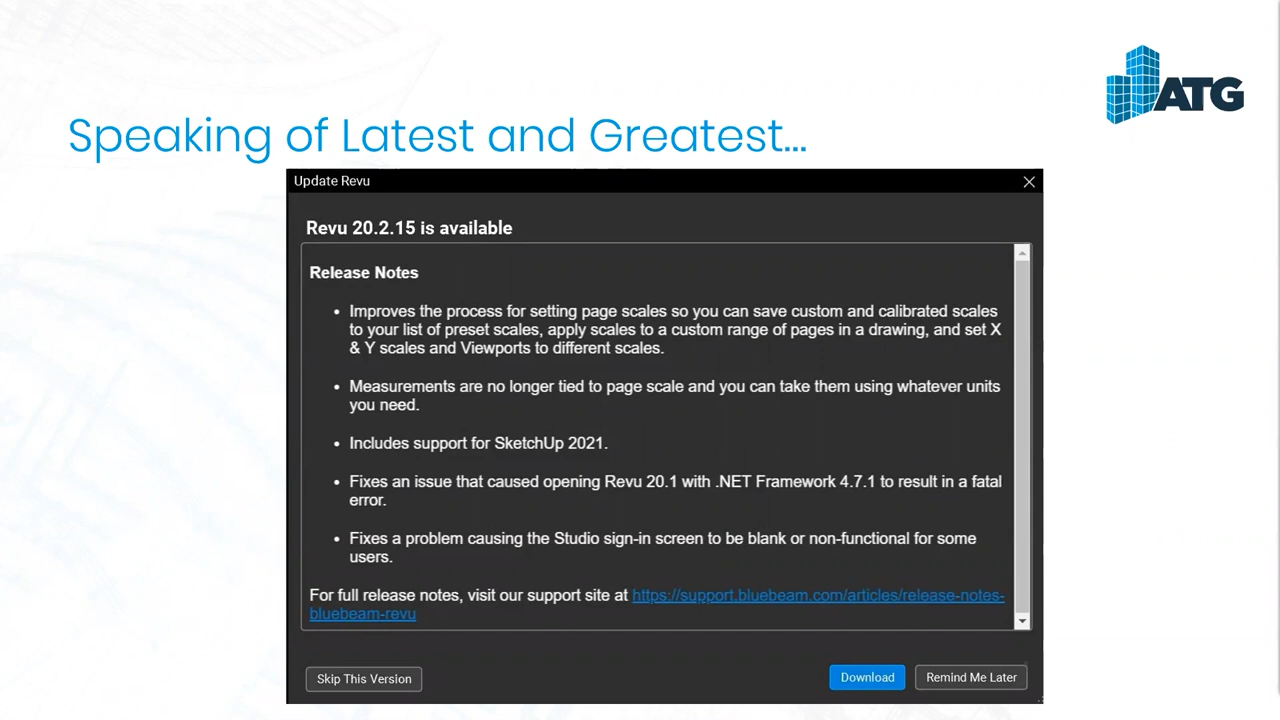 ATG
Speaking of Latest and Greatest...
Update Revu
Revu 20.2.15 is available
Release Notes
• Improves the process for setting page scales so you can save custom and calibrated scales
to your list of preset scales, apply scales to a custom range of pages in a drawing, and set X
& Y scales and Viewports to different scales.
• Measurements are no longer tied to page scale and you can take them using whatever units
you need.
• Includes support for SketchUp 2021.
• Fixes an issue that caused opening Revu 20.1 with .NET Framework 4.7.1 to result in a fatal
error.
• Fixes a problem causing the Studio sign-in screen to be blank or non-functional for some
users.
For full release notes, visit our support site at https://support.bluebeam.com/articles/release-notes-
bluebeam-revu
Skip This Version
Download
Remind Me Later